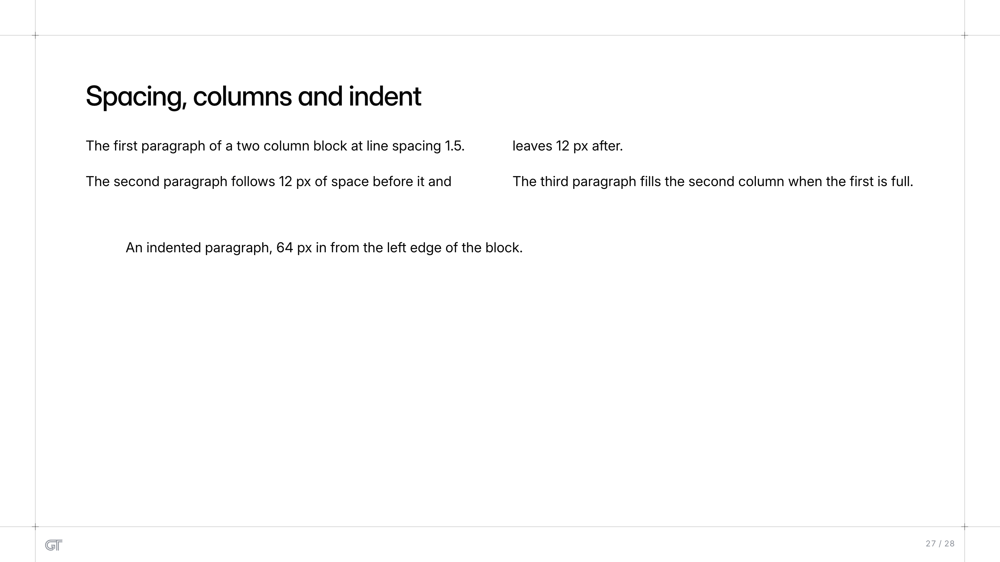 Spacing, columns and indent
The first paragraph of a two column block at line spacing 1.5.
The second paragraph follows 12 px of space before it and
leaves 12 px after.
The third paragraph fills the second column when the first is full.
An indented paragraph, 64 px in from the left edge of the block.
GT
27 / 28